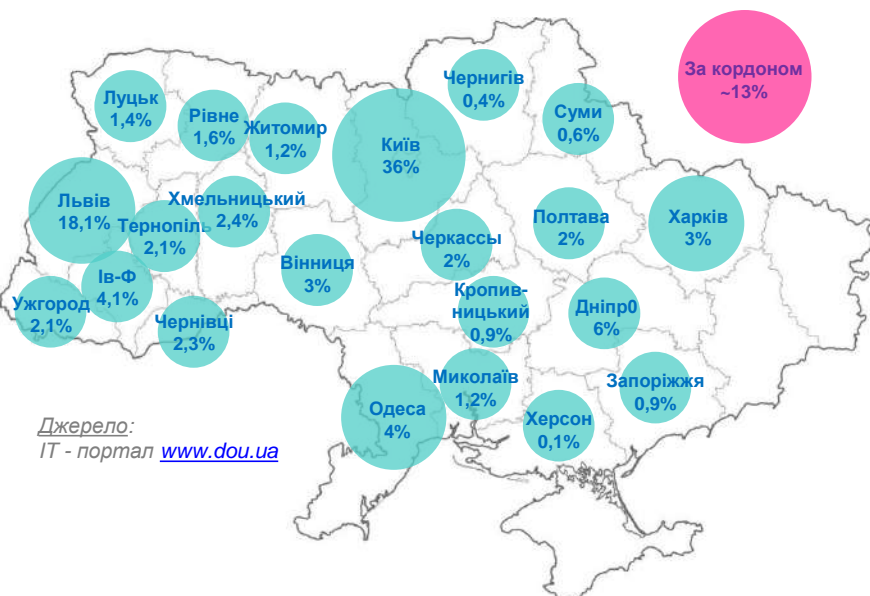 За кордоном
~13%
Чернигів
0,4%
Луцьк
1,4%
Рівне
1,6%
Житомир
1,2%
Суми
0,6%
Київ
36%
Львів
18,1%
Хмельницький
2,4%
Тернопіль
2,1%
Полтава
2%
Харків
3%
Черкассы
2%
Вінниця
3%
Ів-Ф
4,1%
Ужгород
2,1%
Чернівці
2,3%
Кропив-
ницький
0,9%
Дніпр0
6%
Миколаїв
1,2%
Запоріжжя
0,9%
Одеса
4%
Херсон
0,1%
Джерело:
ІТ - портал www.dou.ua